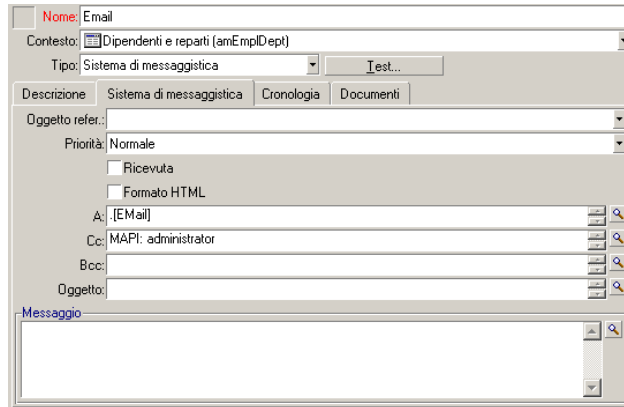 Nome: Email
Contesto: Dipendenti e reparti (amEmplDept)
Tipo: Sistema di messaggistica Test...
Descrizione Sistema di messaggistica Cronologia Documenti
Oggetto refer.:
Priorità: Normale
Ricevuta
Formato HTML
A: .[EMail]
Cc: MAPI: administrator
Bcc:
Oggetto:
Messaggio